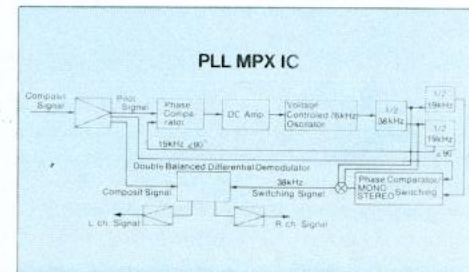 PLL MPX IC
Composit
Signal
Pilot
Signal
Phase
Compe
rator
DC Amp
Voltage
Controled 76kHz
Oscilator
1/2
38kHz
1/2
19kHz
1/2
19kHz
∠90°
19kHz ∠90°
Double Balanced Differential Demodulator
Composit Signal
38kHz
Switching Signal
Phase Comparator/
MONO
STEREO Switching
L ch. Signal
R ch. Signal